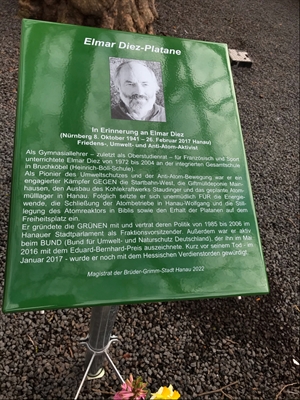 Elmar Diez-Platane
In Erinnerung an Elmar Diez
(Nürnberg 8. Oktober 1941 – 26. Februar 2017 Hanau)
Friedens-, Umwelt- und Anti-Atom-Aktivist
Als Gymnasiallehrer – zuletzt als Oberstudienrat – für Französisch und Sport
unterrichtete Elmar Diez von 1972 bis 2004 an der integrierten Gesamtschule
in Bruchköbel (Heinrich-Böll-Schule).
Als Pionier des Umweltschutzes und der Anti-Atom-Bewegung war er ein
engagierter Kämpfer GEGEN die Startbahn-West, die Giftmülldeponie Main-
hausen, den Ausbau des Kohlekraftwerks Staudinger und das geplante Atom-
müllager in Hanau. Folglich setzte er sich unermüdlich FÜR die Energie-
wende, die Schließung der Atombetriebe in Hanau-Wolfgang und die Still-
legung des Atomreaktors in Biblis sowie den Erhalt der Platanen auf dem
Freiheitsplatz ein.
Er gründete die GRÜNEN mit und vertrat deren Politik von 1985 bis 2006 im
Hanauer Stadtparlament als Fraktionsvorsitzender. Außerdem war er aktiv
beim BUND (Bund für Umwelt- und Naturschutz Deutschland), der ihn im Mai
2016 mit dem Eduard-Bernhard-Preis auszeichnete. Kurz vor seinem Tod - im
Januar 2017 - wurde er noch mit dem Hessischen Verdienstorden gewürdigt.
Magistrat der Brüder-Grimm-Stadt Hanau 2022